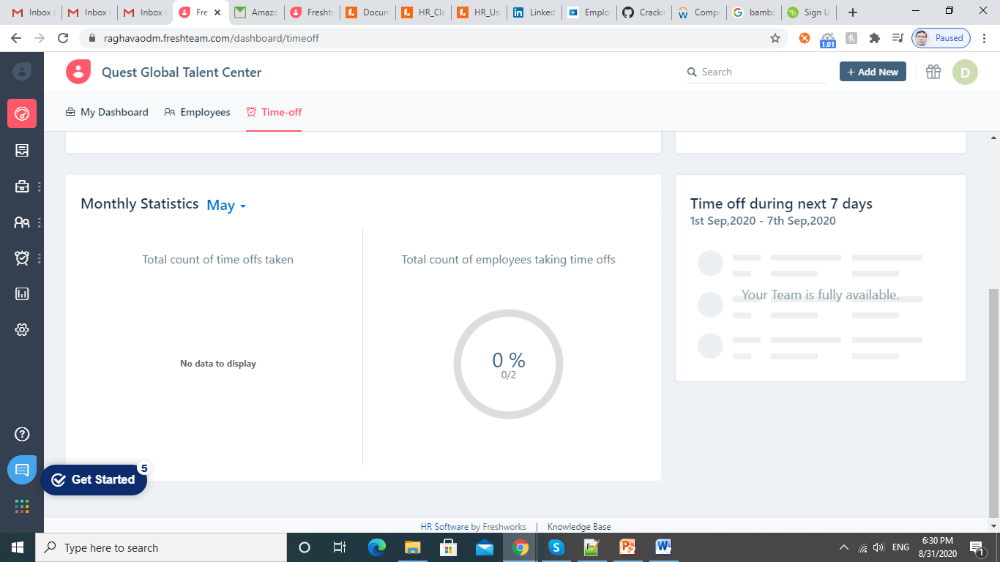 Inbox (
Inbox (
Inbox (
Fre
Amazo
Freshte
Docum
HR_Cla
HR_Use
Linked
Emplo
Crackin
Compe
bambo
Sign U
raghavaodm.freshteam.com/dashboard/timeoff
1.01
Paused
Quest Global Talent Center
Search
+ Add New
D
My Dashboard
Employees
Time-off
Monthly Statistics May
Total count of time offs taken
No data to display
Total count of employees taking time offs
0 %
0/2
Time off during next 7 days
1st Sep,2020 - 7th Sep,2020
Your Team is fully available.
Get Started
5
HR Software by Freshworks | Knowledge Base
Type here to search
ENG
6:30 PM
8/31/2020
1